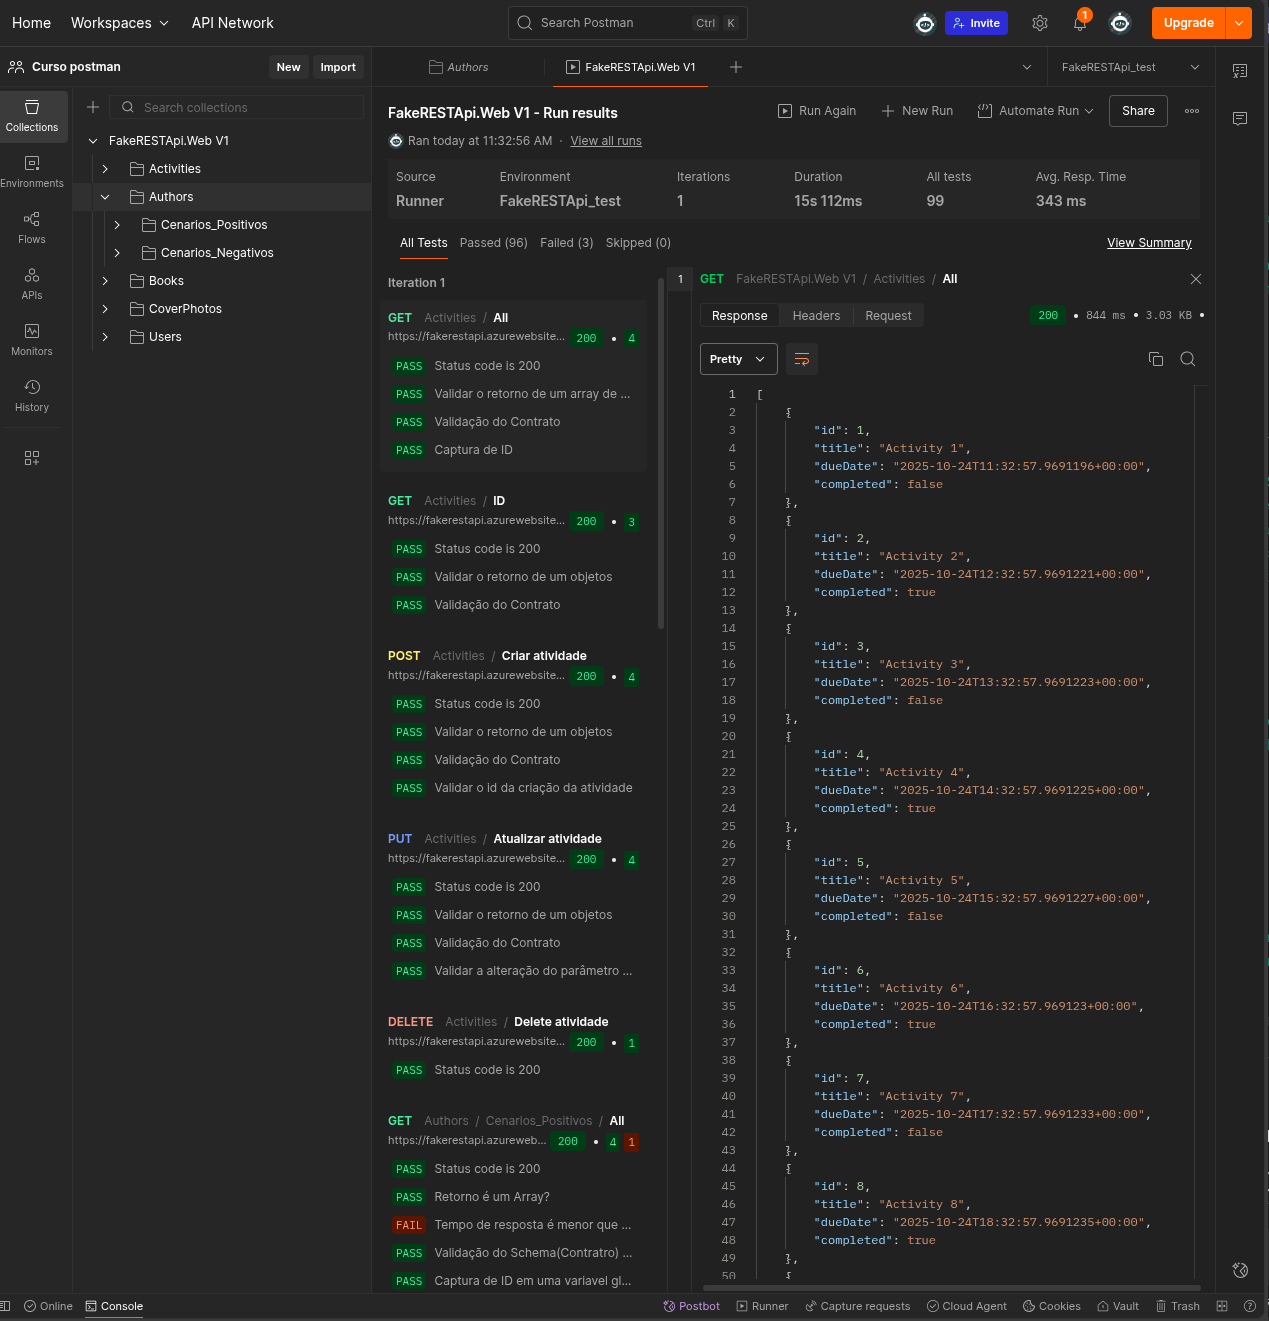 Home Workspaces API Network Search Postman Ctrl K Invite 1 Upgrade
Curso postman New Import Authors FakeRESTApi.Web V1 FakeRESTApi_test
Collections
Environments
Flows
APIs
Monitors
History
Search collections
FakeRESTApi.Web V1
Activities
Authors
Cenarios_Positivos
Cenarios_Negativos
Books
CoverPhotos
Users
FakeRESTApi.Web V1 - Run results Run Again New Run Automate Run Share
Ran today at 11:32:56 AM · View all runs
Source Environment Iterations Duration All tests Avg. Resp. Time
Runner FakeRESTApi_test 1 15s 112ms 99 343 ms
All Tests Passed (96) Failed (3) Skipped (0) View Summary
Iteration 1
GET Activities / All
https://fakerestapi.azurewebsite... 200 • 4
PASS Status code is 200
PASS Validar o retorno de um array de ...
PASS Validação do Contrato
PASS Captura de ID
GET Activities / ID
https://fakerestapi.azurewebsite... 200 • 3
PASS Status code is 200
PASS Validar o retorno de um objetos
PASS Validação do Contrato
POST Activities / Criar atividade
https://fakerestapi.azurewebsite... 200 • 4
PASS Status code is 200
PASS Validar o retorno de um objetos
PASS Validação do Contrato
PASS Validar o id da criação da atividade
PUT Activities / Atualizar atividade
https://fakerestapi.azurewebsite... 200 • 4
PASS Status code is 200
PASS Validar o retorno de um objetos
PASS Validação do Contrato
PASS Validar a alteração do parâmetro ...
DELETE Activities / Delete atividade
https://fakerestapi.azurewebsite... 200 • 1
PASS Status code is 200
GET Authors / Cenarios_Positivos / All
https://fakerestapi.azureweb... 200 • 4 1
PASS Status code is 200
PASS Retorno é um Array?
FAIL Tempo de resposta é menor que ...
PASS Validação do Schema(Contratro) ...
PASS Captura de ID em uma variavel gl...
1 GET FakeRESTApi.Web V1 / Activities / All
Response Headers Request 200 • 844 ms • 3.03 KB •
Pretty
1 [
2 {
3 "id": 1,
4 "title": "Activity 1",
5 "dueDate": "2025-10-24T11:32:57.9691196+00:00",
6 "completed": false
7 },
8 {
9 "id": 2,
10 "title": "Activity 2",
11 "dueDate": "2025-10-24T12:32:57.9691221+00:00",
12 "completed": true
13 },
14 {
15 "id": 3,
16 "title": "Activity 3",
17 "dueDate": "2025-10-24T13:32:57.9691223+00:00",
18 "completed": false
19 },
20 {
21 "id": 4,
22 "title": "Activity 4",
23 "dueDate": "2025-10-24T14:32:57.9691225+00:00",
24 "completed": true
25 },
26 {
27 "id": 5,
28 "title": "Activity 5",
29 "dueDate": "2025-10-24T15:32:57.9691227+00:00",
30 "completed": false
31 },
32 {
33 "id": 6,
34 "title": "Activity 6",
35 "dueDate": "2025-10-24T16:32:57.969123+00:00",
36 "completed": true
37 },
38 {
39 "id": 7,
40 "title": "Activity 7",
41 "dueDate": "2025-10-24T17:32:57.9691233+00:00",
42 "completed": false
43 },
44 {
45 "id": 8,
46 "title": "Activity 8",
47 "dueDate": "2025-10-24T18:32:57.9691235+00:00",
48 "completed": true
49 },
50 {
Online Console Postbot Runner Capture requests Cloud Agent Cookies Vault Trash